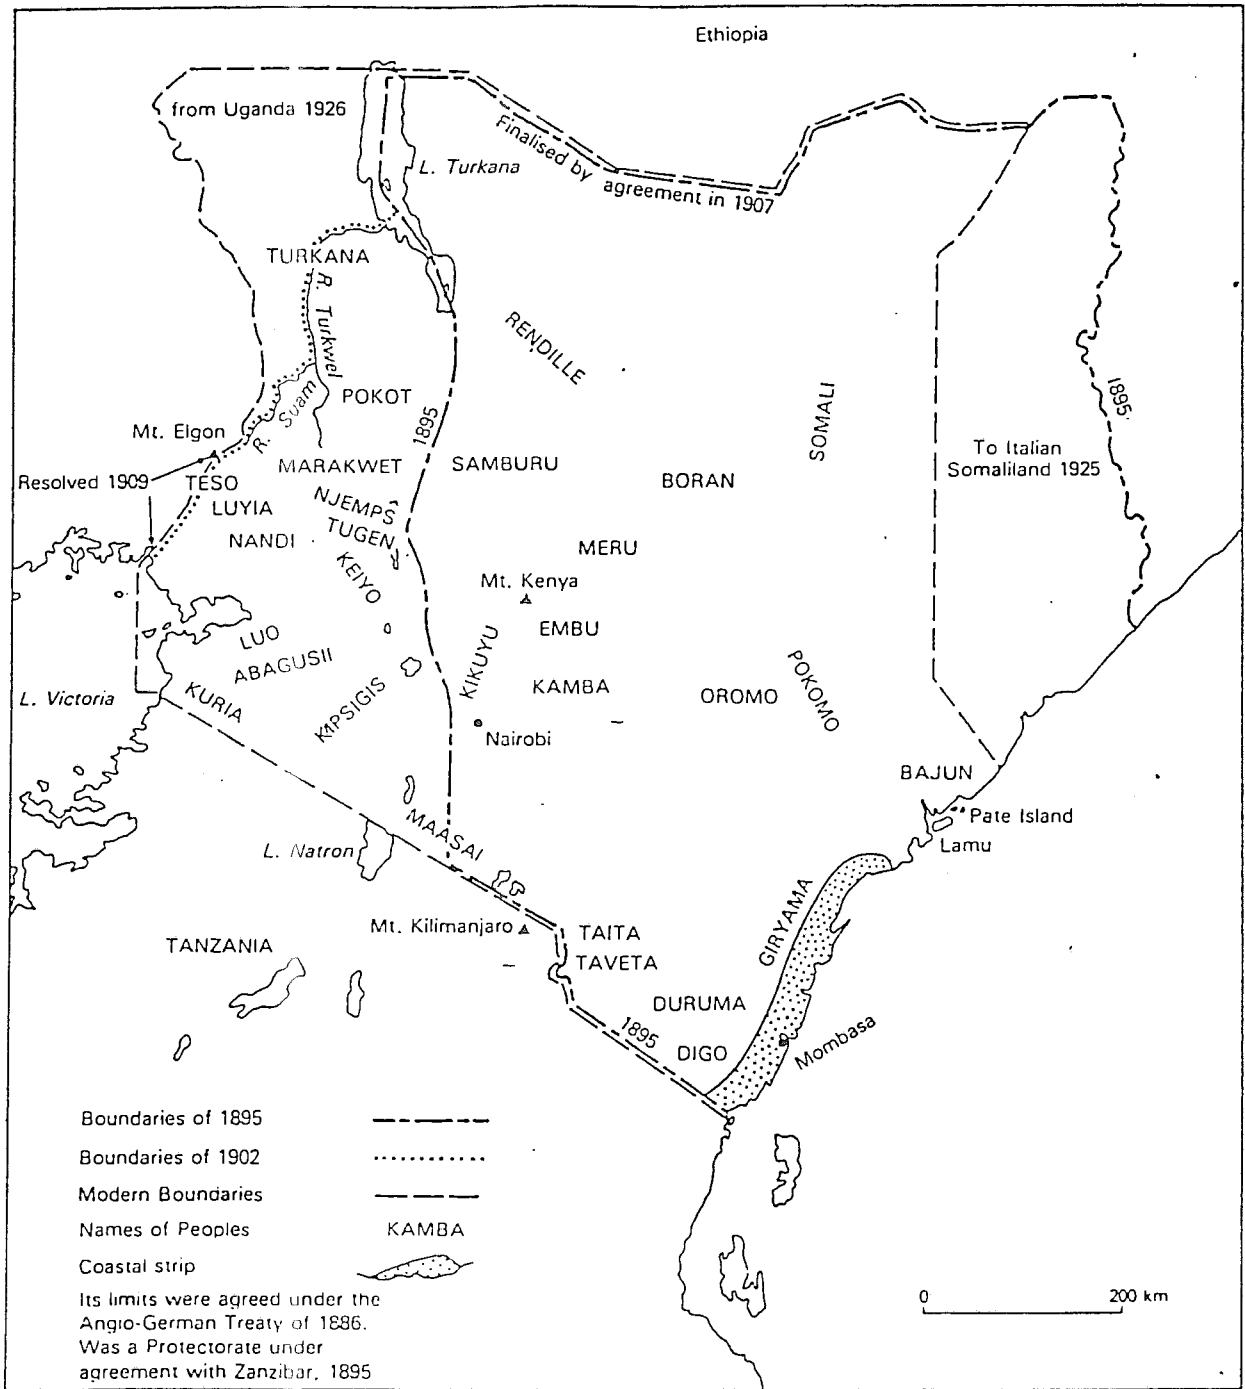 Ethiopia
from Uganda 1926
Finalised by agreement in 1907
L. Turkana
TURKANA
R. Turkwel
RENDILLE
POKOT
R. Suam
1895
SOMALI
1895
Mt. Elgon
MARAKWET
SAMBURU
BORAN
To Italian
Somaliland 1925
Resolved 1909
TESO
LUYIA
NJEMPS
TUGEN
NANDI
KEIYO
MERU
Mt. Kenya
EMBU
LUO
ABAGUSII
KIKUYU
KAMBA
OROMO
POKOMO
L. Victoria
KURIA
KIPSIGIS
Nairobi
BAJUN
Pate Island
Lamu
MAASAI
L. Natron
GIRYAMA
Mt. Kilimanjaro
TAITA
TAVETA
TANZANIA
DURUMA
1895
DIGO
Mombasa
Boundaries of 1895
Boundaries of 1902
Modern Boundaries
Names of Peoples KAMBA
Coastal strip
Its limits were agreed under the
Anglo-German Treaty of 1886.
Was a Protectorate under
agreement with Zanzibar, 1895
0 200 km